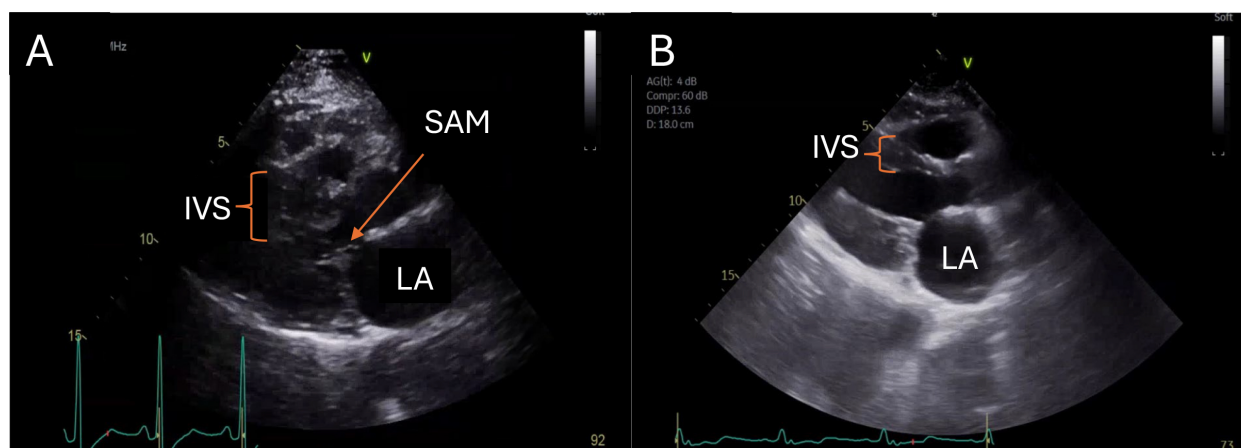 A
MHz
V
5
SAM
IVS
10
LA
15
92
B
Soft
V
AG(t): 4 dB
Compr: 60 dB
DDP: 13.6
D: 18.0 cm
5
IVS
10
LA
15
73